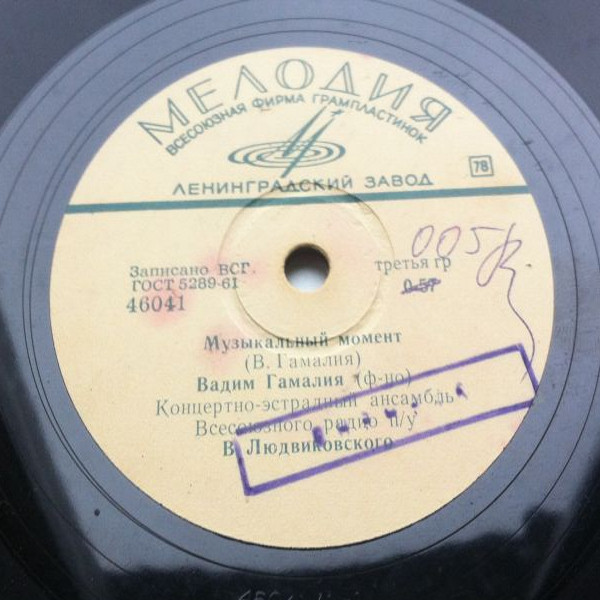 МЕЛОДИЯ
ВСЕСОЮЗНАЯ ФИРМА ГРАМПЛАСТИНОК
78
ЛЕНИНГРАДСКИЙ ЗАВОД
Записано ВСГ. третья гр
ГОСТ 5289-61 0-57
46041
Музыкальный момент
(В. Гамалия)
Вадим Гамалия (ф-но)
Концертно-эстрадный ансамбль
Всесоюзного радио п/у
В. Людвиковского